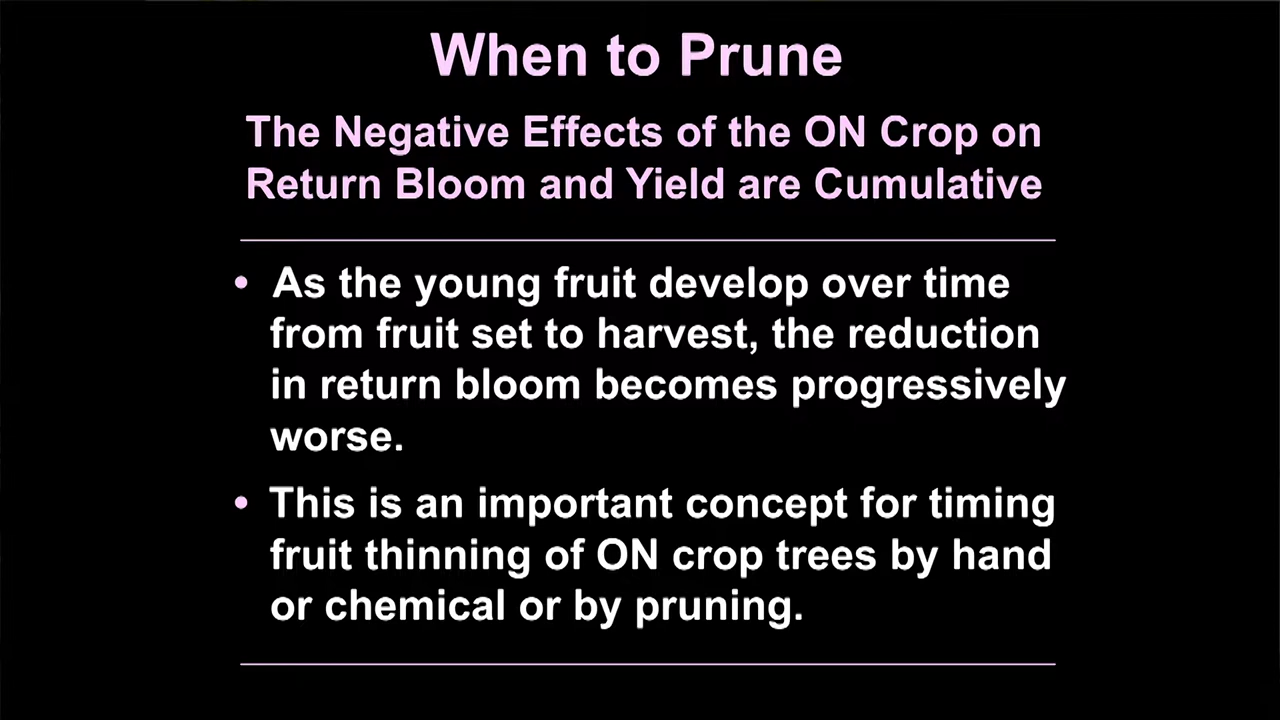 When to Prune
The Negative Effects of the ON Crop on
Return Bloom and Yield are Cumulative
• As the young fruit develop over time
from fruit set to harvest, the reduction
in return bloom becomes progressively
worse.
• This is an important concept for timing
fruit thinning of ON crop trees by hand
or chemical or by pruning.